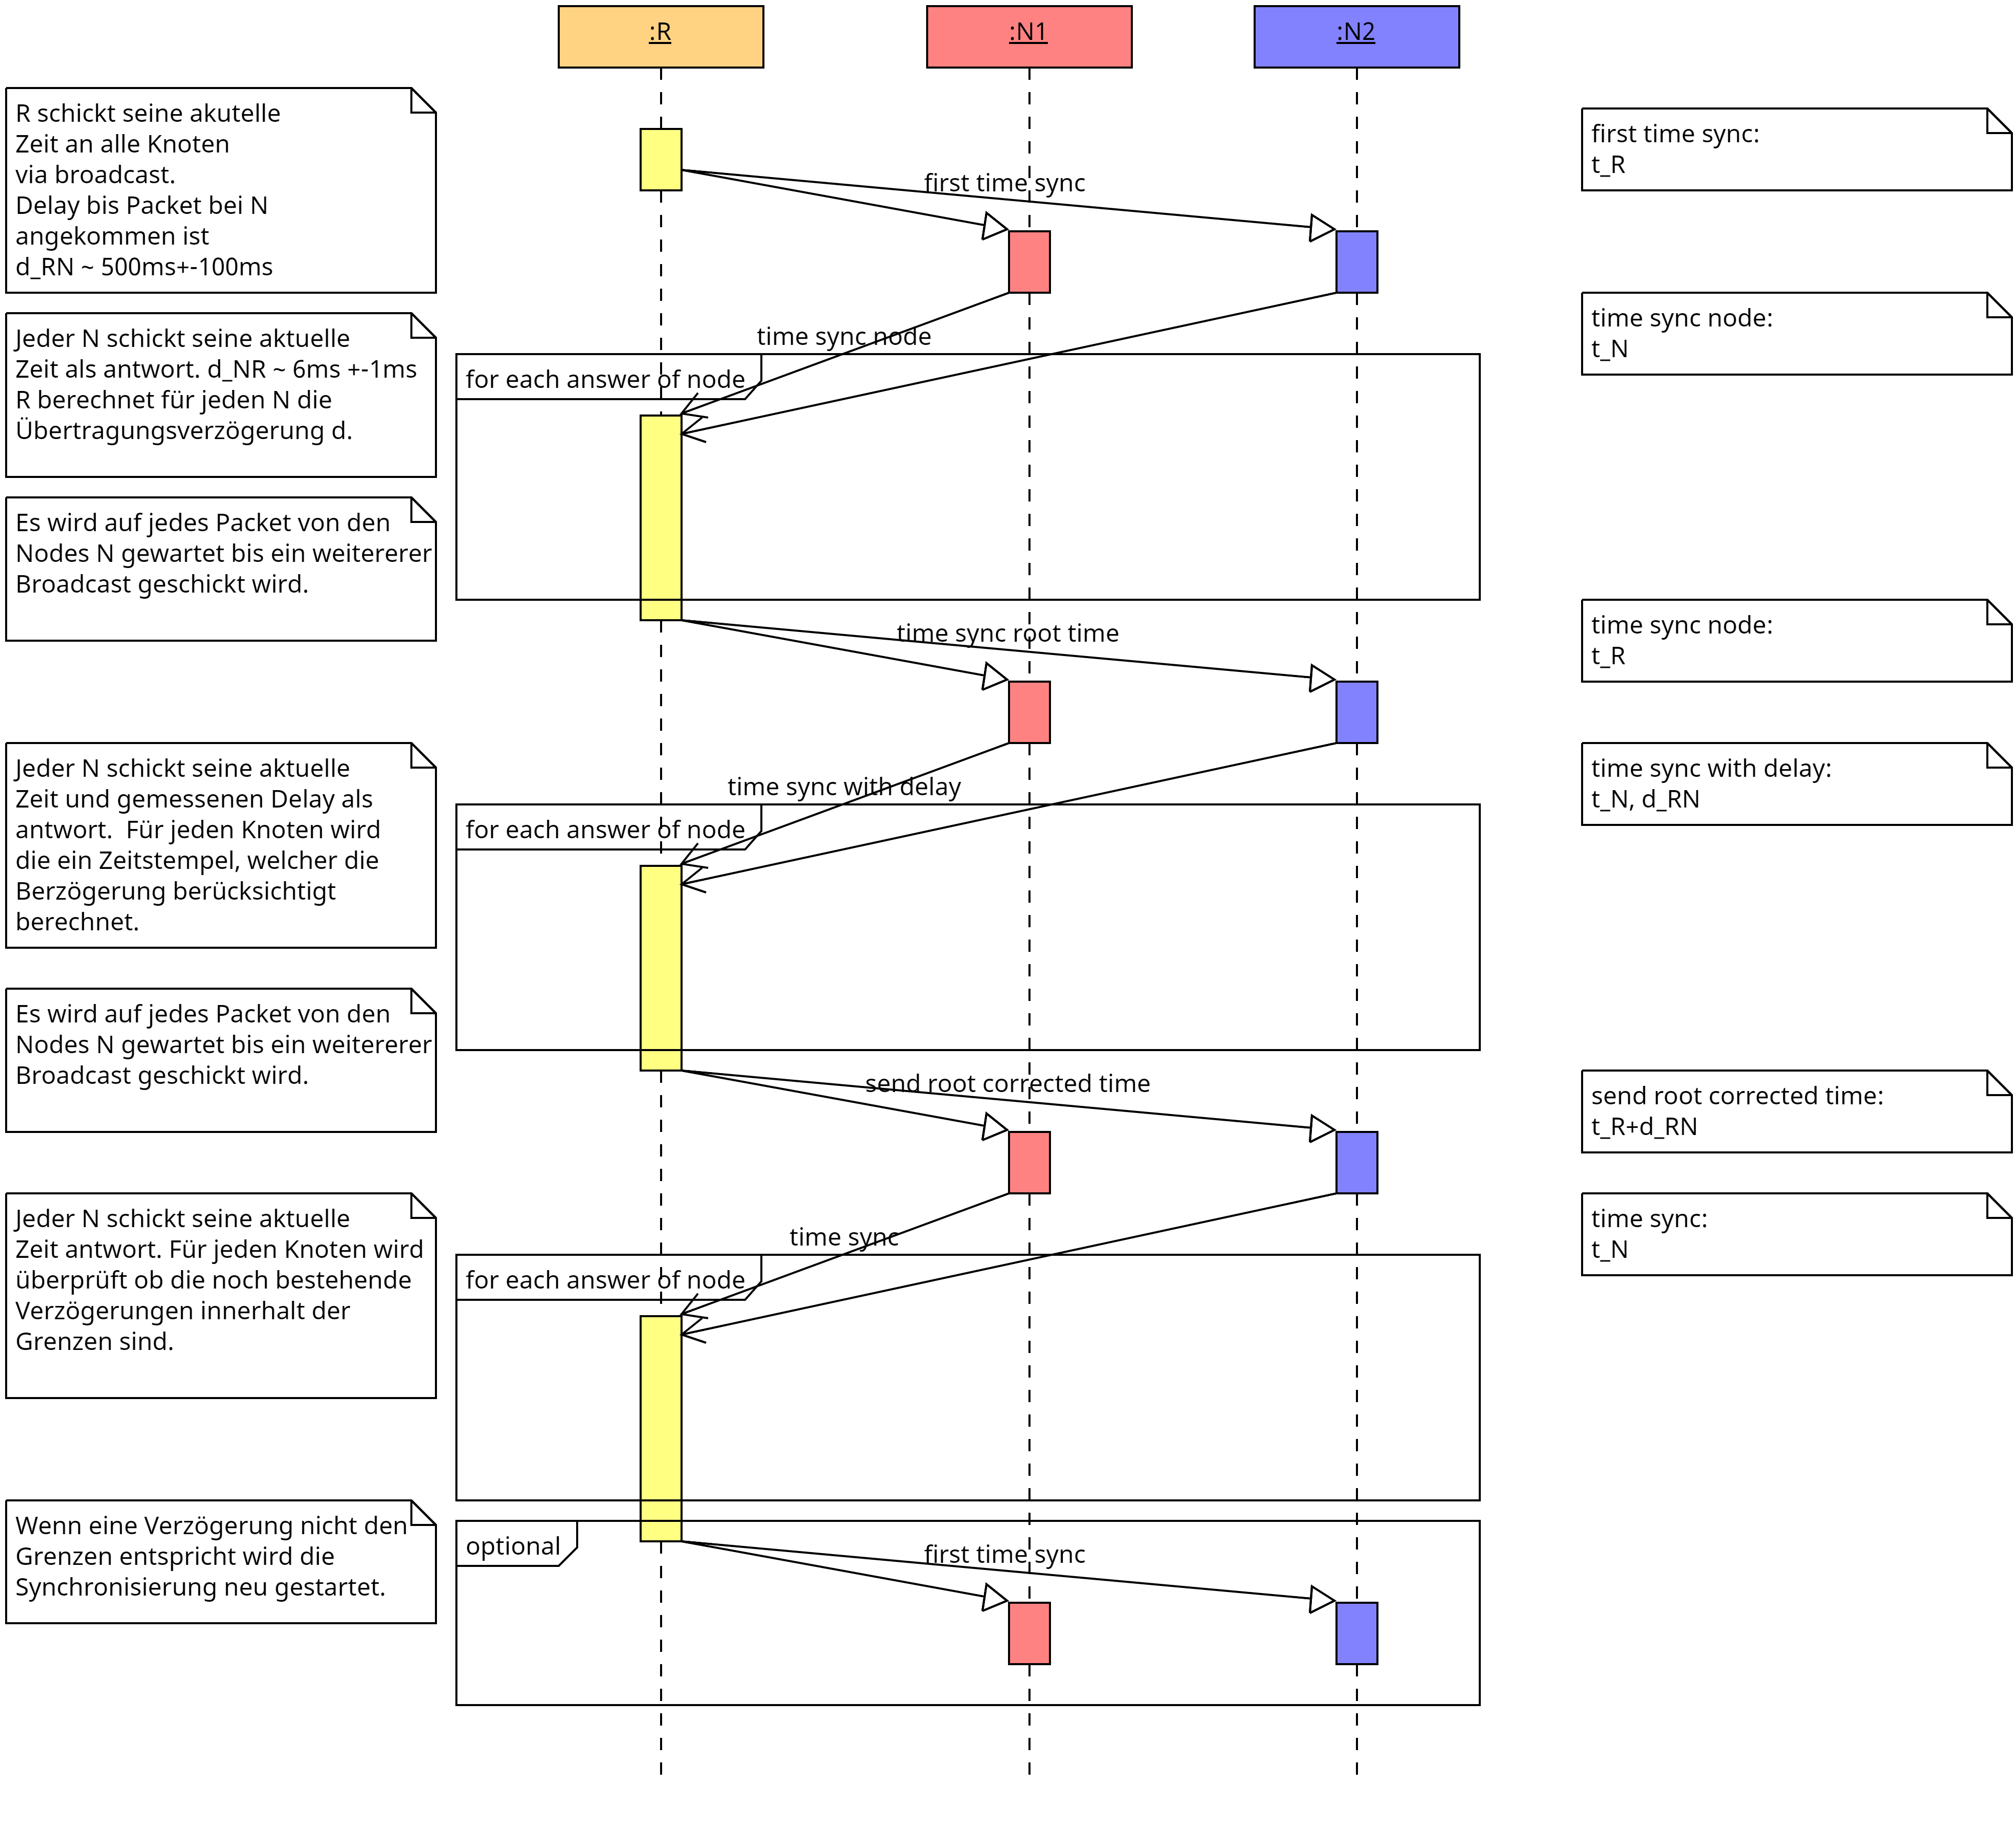 :R
:N1
:N2
R schickt seine akutelle
Zeit an alle Knoten
via broadcast.
Delay bis Packet bei N
angekommen ist
d_RN ~ 500ms+-100ms
first time sync
first time sync:
t_R
Jeder N schickt seine aktuelle
Zeit als antwort. d_NR ~ 6ms +-1ms
R berechnet für jeden N die
Übertragungsverzögerung d.
time sync node
for each answer of node
time sync node:
t_N
Es wird auf jedes Packet von den
Nodes N gewartet bis ein weitererer
Broadcast geschickt wird.
time sync root time
time sync node:
t_R
Jeder N schickt seine aktuelle
Zeit und gemessenen Delay als
antwort.  Für jeden Knoten wird
die ein Zeitstempel, welcher die
Berzögerung berücksichtigt
berechnet.
time sync with delay
for each answer of node
time sync with delay:
t_N, d_RN
Es wird auf jedes Packet von den
Nodes N gewartet bis ein weitererer
Broadcast geschickt wird.
send root corrected time
send root corrected time:
t_R+d_RN
Jeder N schickt seine aktuelle
Zeit antwort. Für jeden Knoten wird
überprüft ob die noch bestehende
Verzögerungen innerhalt der
Grenzen sind.
time sync
for each answer of node
time sync:
t_N
Wenn eine Verzögerung nicht den
Grenzen entspricht wird die
Synchronisierung neu gestartet.
optional
first time sync